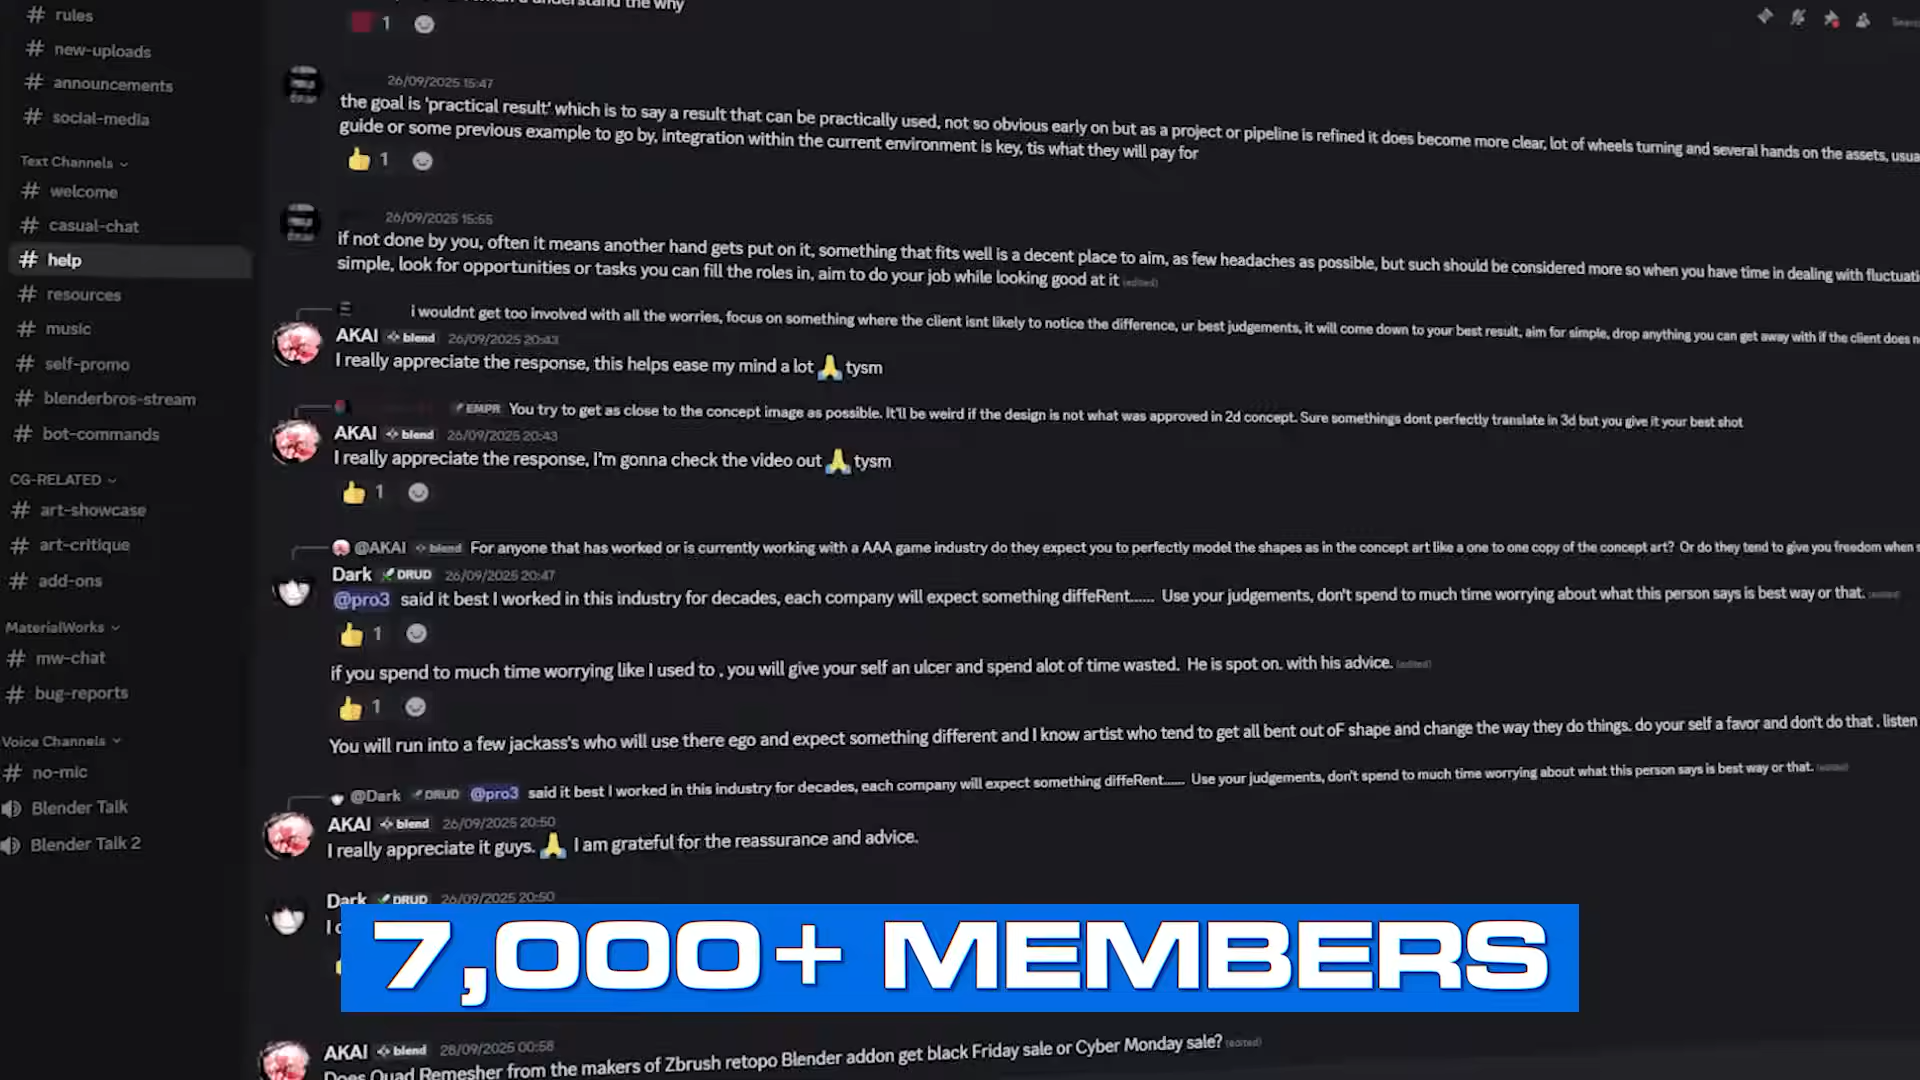 # rules
# new-uploads
# announcements
# social-media
Text Channels
# welcome
# casual-chat
# help
# resources
# music
# self-promo
# blenderbros-stream
# bot-commands
CG-RELATED
# art-showcase
# art-critique
# add-ons
MaterialWorks
# mw-chat
# bug-reports
Voice Channels
# no-mic
Blender Talk
Blender Talk 2
understand the why
1
26/09/2025 15:47
the goal is 'practical result' which is to say a result that can be practically used, not so obvious early on but as a project or pipeline is refined it does become more clear, lot of wheels turning and several hands on the assets,
guide or some previous example to go by, integration within the current environment is key, tis what they will pay for
1
26/09/2025 15:55
if not done by you, often it means another hand gets put on it, something that fits well is a decent place to aim, as few headaches as possible, but such should be considered more so when you have time in dealing with
simple, look for opportunities or tasks you can fill the roles in, aim to do your job while looking good at it (edited)
i wouldnt get too involved with all the worries, focus on something where the client isnt likely to notice the difference, ur best judgements, it will come down to your best result, aim for simple, drop anything you can get away with if the client does
AKAI blend 26/09/2025 20:43
I really appreciate the response, this helps ease my mind a lot 🙏 tysm
EMPR You try to get as close to the concept image as possible. It'll be weird if the design is not what was approved in 2d concept. Sure somethings dont perfectly translate in 3d but you give it your best shot
AKAI blend 26/09/2025 20:43
I really appreciate the response, I'm gonna check the video out 🙏 tysm
1
@AKAI blend For anyone that has worked or is currently working with a AAA game industry do they expect you to perfectly model the shapes as in the concept art like a one to one copy of the concept art? Or do they tend to give you freedom when
Dark DRUD 26/09/2025 20:47
@pro3 said it best I worked in this industry for decades, each company will expect something diffeRent...... Use your judgements, don't spend to much time worrying about what this person says is best way or that. (edited)
1
if you spend to much time worrying like I used to . you will give your self an ulcer and spend alot of time wasted. He is spot on. with his advice. (edited)
1
You will run into a few jackass's who will use there ego and expect something different and I know artist who tend to get all bent out oF shape and change the way they do things. do your self a favor and don't do that . listen
@Dark DRUD @pro3 said it best I worked in this industry for decades, each company will expect something diffeRent...... Use your judgements, don't spend to much time worrying about what this person says is best way or that. (edited)
AKAI blend 26/09/2025 20:50
I really appreciate it guys. 🙏 I am grateful for the reassurance and advice.
Dark DRUD 26/09/2025 20:50
7,000+ MEMBERS
AKAI blend 28/09/2025 00:58
Does Quad Remesher from the makers of Zbrush retopo Blender addon get black Friday sale or Cyber Monday sale? (edited)